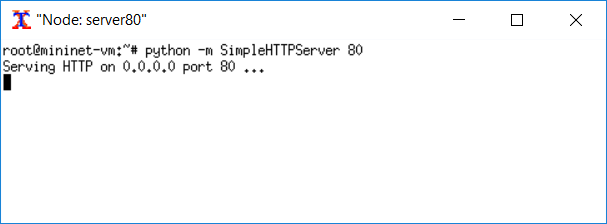 "Node: server80"
root@mininet-vm:~# python -m SimpleHTTPServer 80
Serving HTTP on 0.0.0.0 port 80 ...